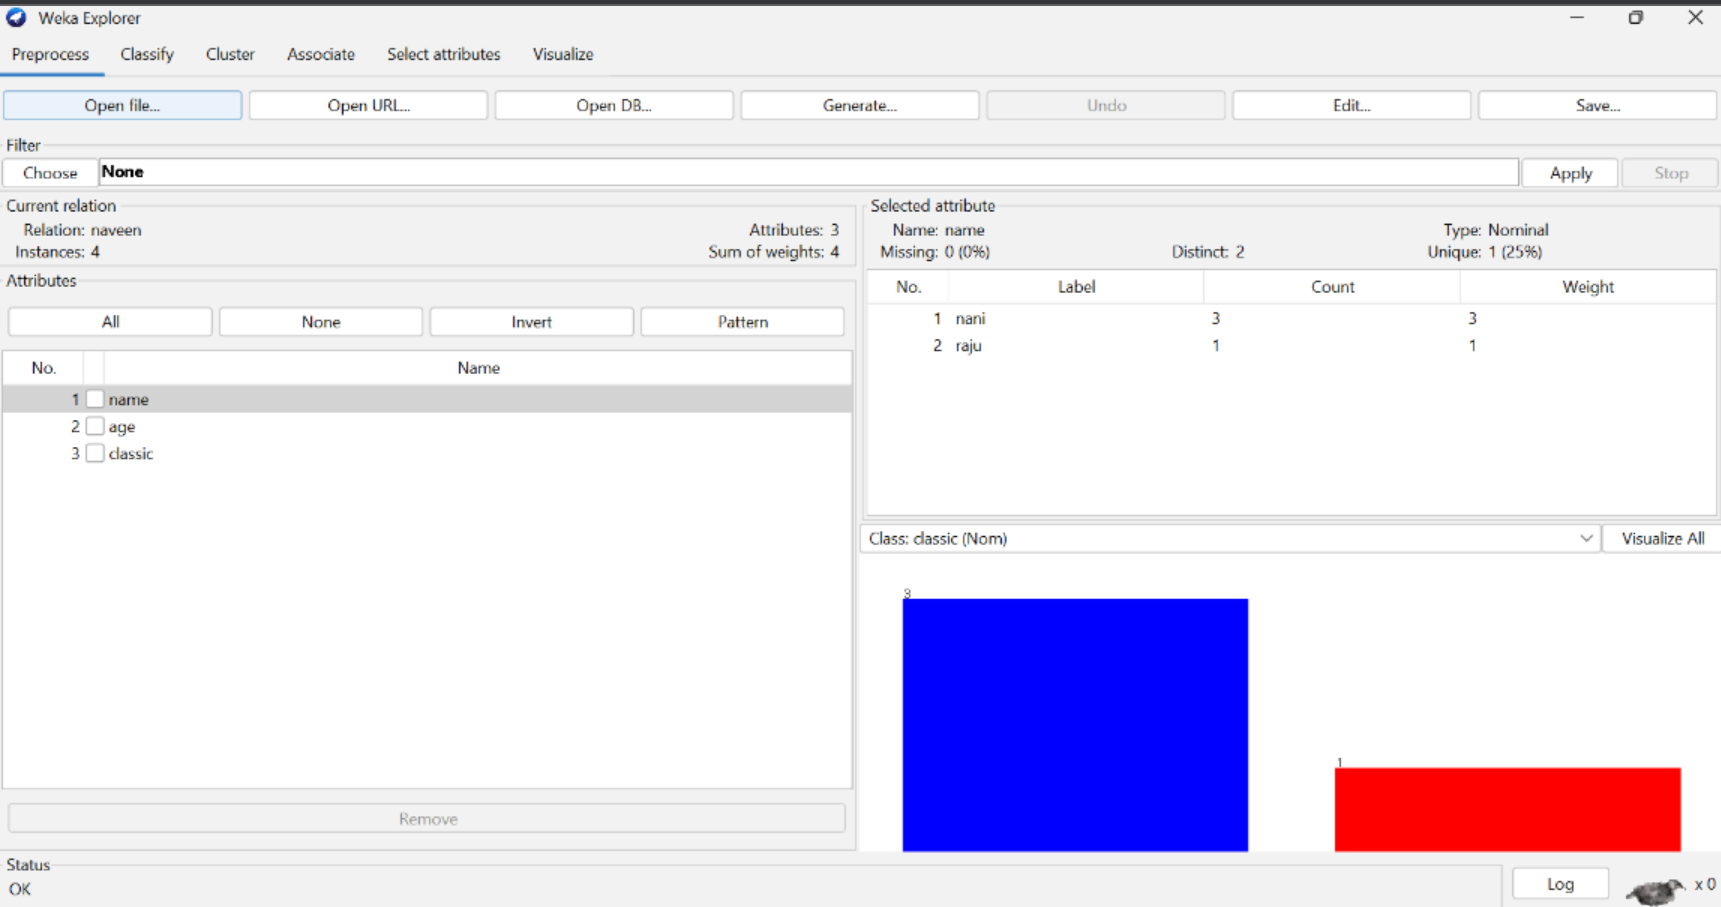 Weka Explorer
Preprocess Classify Cluster Associate Select attributes Visualize
Open file... Open URL... Open DB... Generate... Undo Edit... Save...
Filter
Choose None Apply Stop
Current relation
Relation: naveen Attributes: 3
Instances: 4 Sum of weights: 4
Attributes
All None Invert Pattern
No. Name
1 name
2 age
3 classic
Remove
Selected attribute
Name: name Type: Nominal
Missing: 0 (0%) Distinct: 2 Unique: 1 (25%)
No. Label Count Weight
1 nani 3 3
2 raju 1 1
Class: classic (Nom) Visualize All
3
1
Status
OK
Log x 0